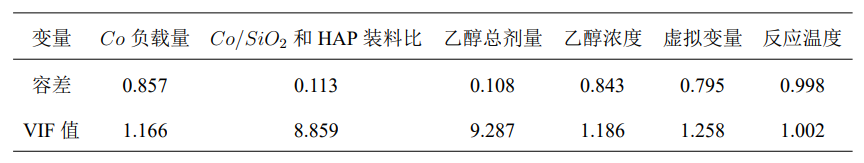 变量 Co 负载量 Co/SiO2 和 HAP 装料比 乙醇总剂量 乙醇浓度 虚拟变量 反应温度
容差 0.857 0.113 0.108 0.843 0.795 0.998
VIF 值 1.166 8.859 9.287 1.186 1.258 1.002